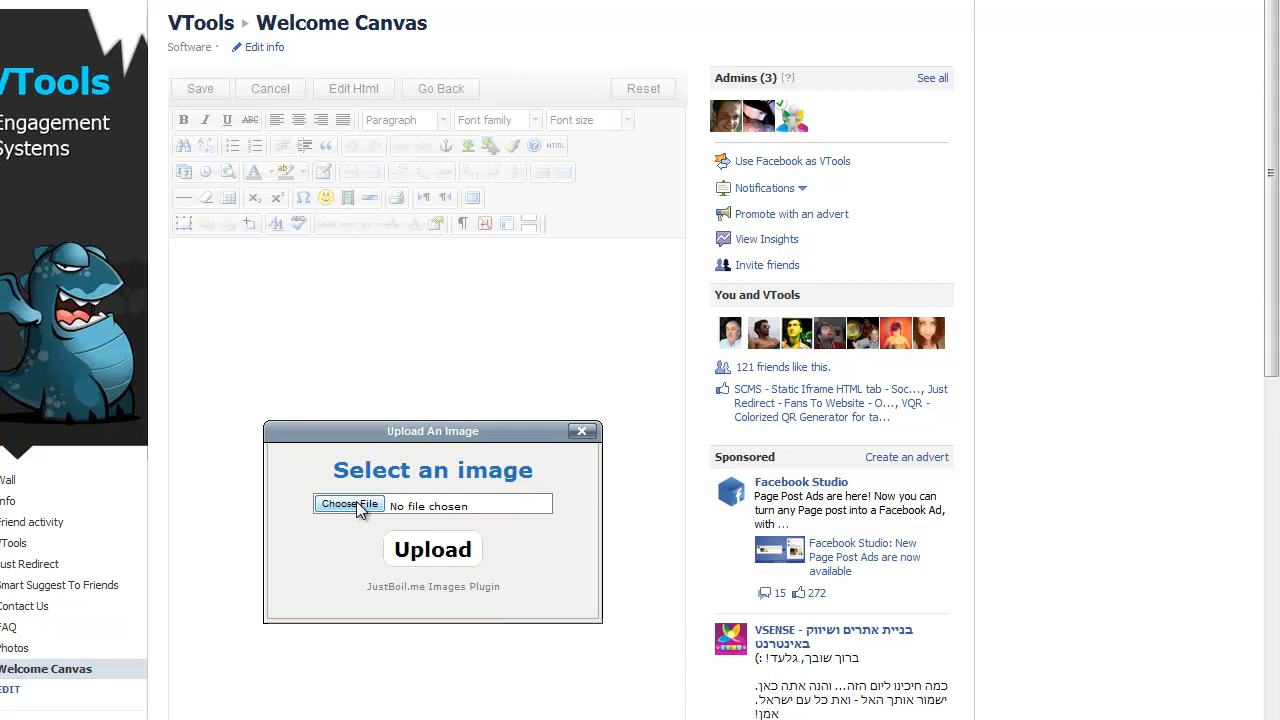 VTools
Engagement
Systems
Wall
Info
Friend activity
VTools
Just Redirect
Smart Suggest To Friends
Contact Us
FAQ
Photos
Welcome Canvas
EDIT
VTools ▸ Welcome Canvas
Software · Edit info
Save Cancel Edit Html Go Back Reset
B I U ABC Paragraph Font family Font size
HTML
Upload An Image
Select an image
Choose File No file chosen
Upload
JustBoil.me Images Plugin
Admins (3) [?] See all
Use Facebook as VTools
Notifications
Promote with an advert
View Insights
Invite friends
You and VTools
121 friends like this.
SCMS - Static Iframe HTML tab - Soc..., Just
Redirect - Fans To Website - O..., VQR -
Colorized QR Generator for ta...
Sponsored Create an advert
Facebook Studio
Page Post Ads are here! Now you can
turn any Page post into a Facebook Ad,
with ...
Facebook Studio: New
Page Post Ads are now
available
15 272
VSENSE - בניית אתרים ושיווק
באינטרנט
ברוך שובך, גלעד! :)
כמה חיכינו ליום הזה... והנה אתה כאן.
ישמור אותך האל - ואת כל עם ישראל.
אמן!